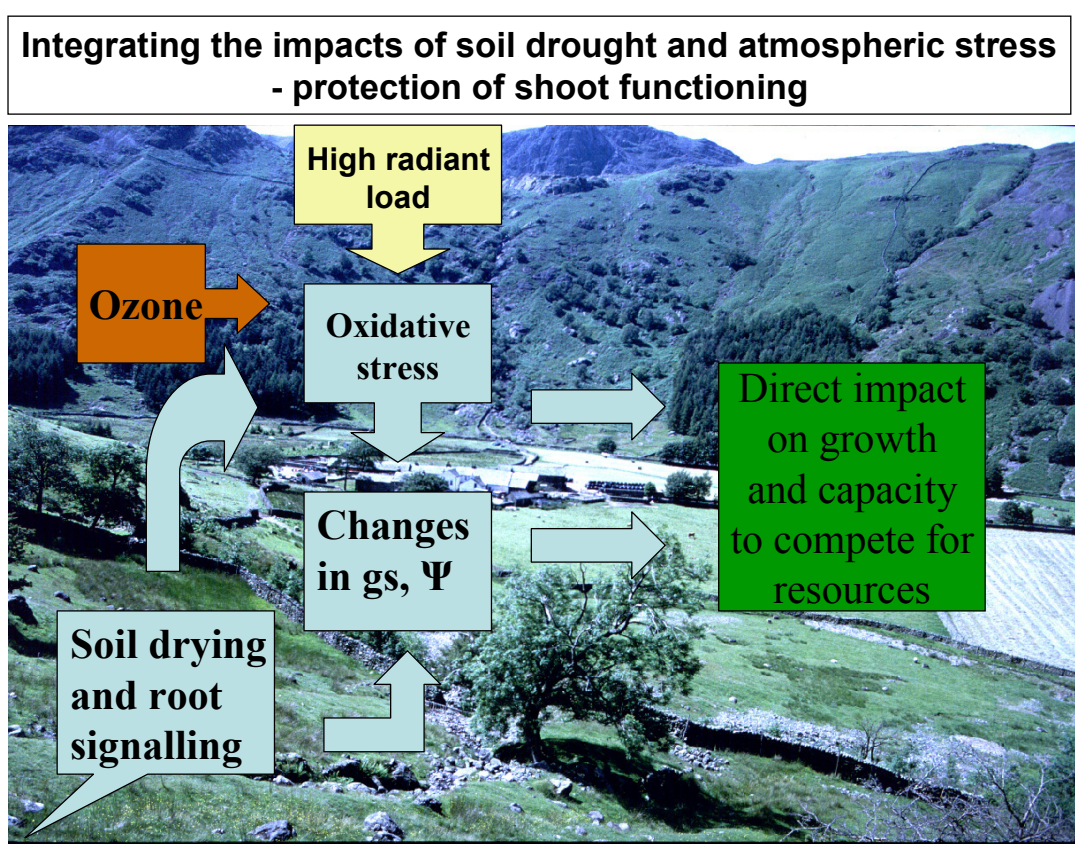 Integrating the impacts of soil drought and atmospheric stress
- protection of shoot functioning
High radiant
load
Ozone
Oxidative
stress
Changes
in gs, Ψ
Soil drying
and root
signalling
Direct impact
on growth
and capacity
to compete for
resources